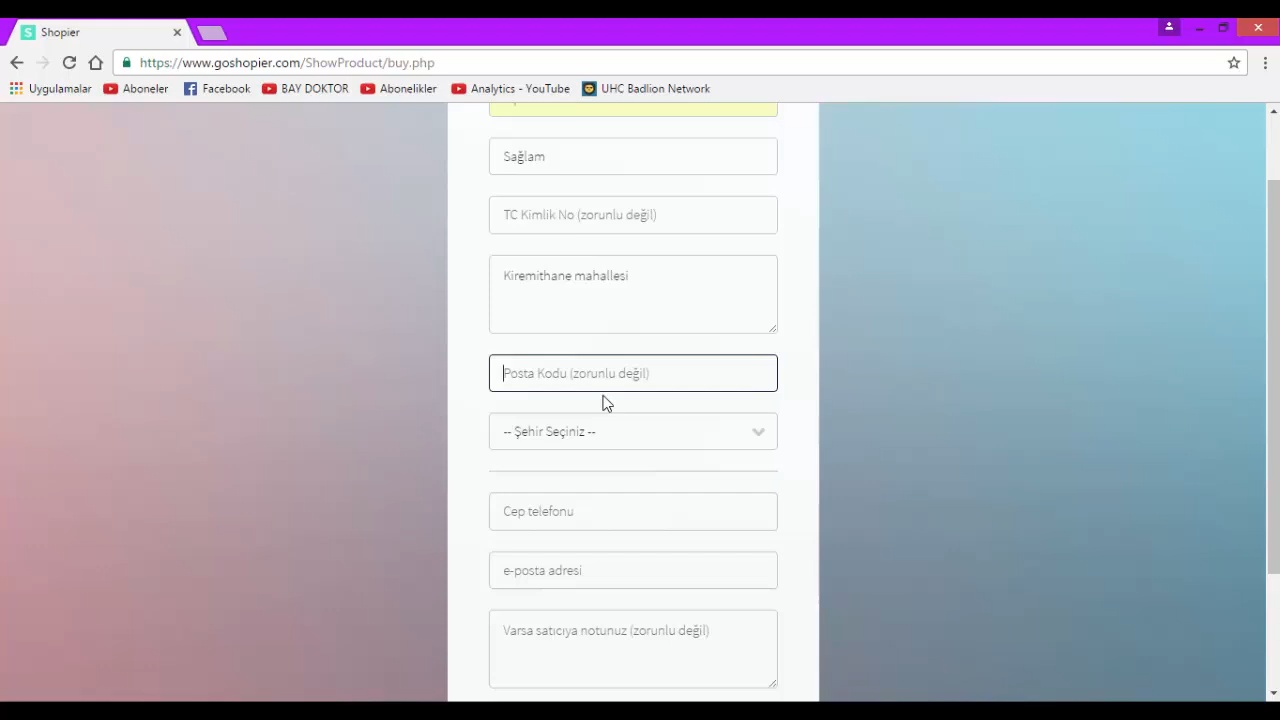 Shopier
https://www.goshopier.com/ShowProduct/buy.php
Uygulamalar Aboneler Facebook BAY DOKTOR Abonelikler Analytics - YouTube UHC Badlion Network
Sağlam
TC Kimlik No (zorunlu değil)
Kiremithane mahallesi
Posta Kodu (zorunlu değil)
-- Şehir Seçiniz --
Cep telefonu
e-posta adresi
Varsa satıcıya notunuz (zorunlu değil)